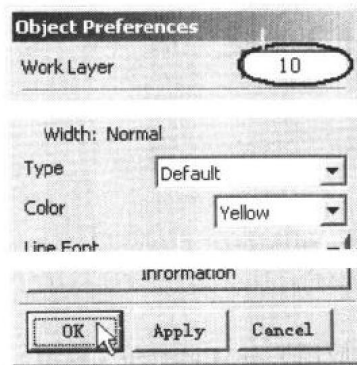 Object Preferences
Work Layer 10
Width: Normal
Type Default
Color Yellow
Line Font
Information
OK Apply Cancel